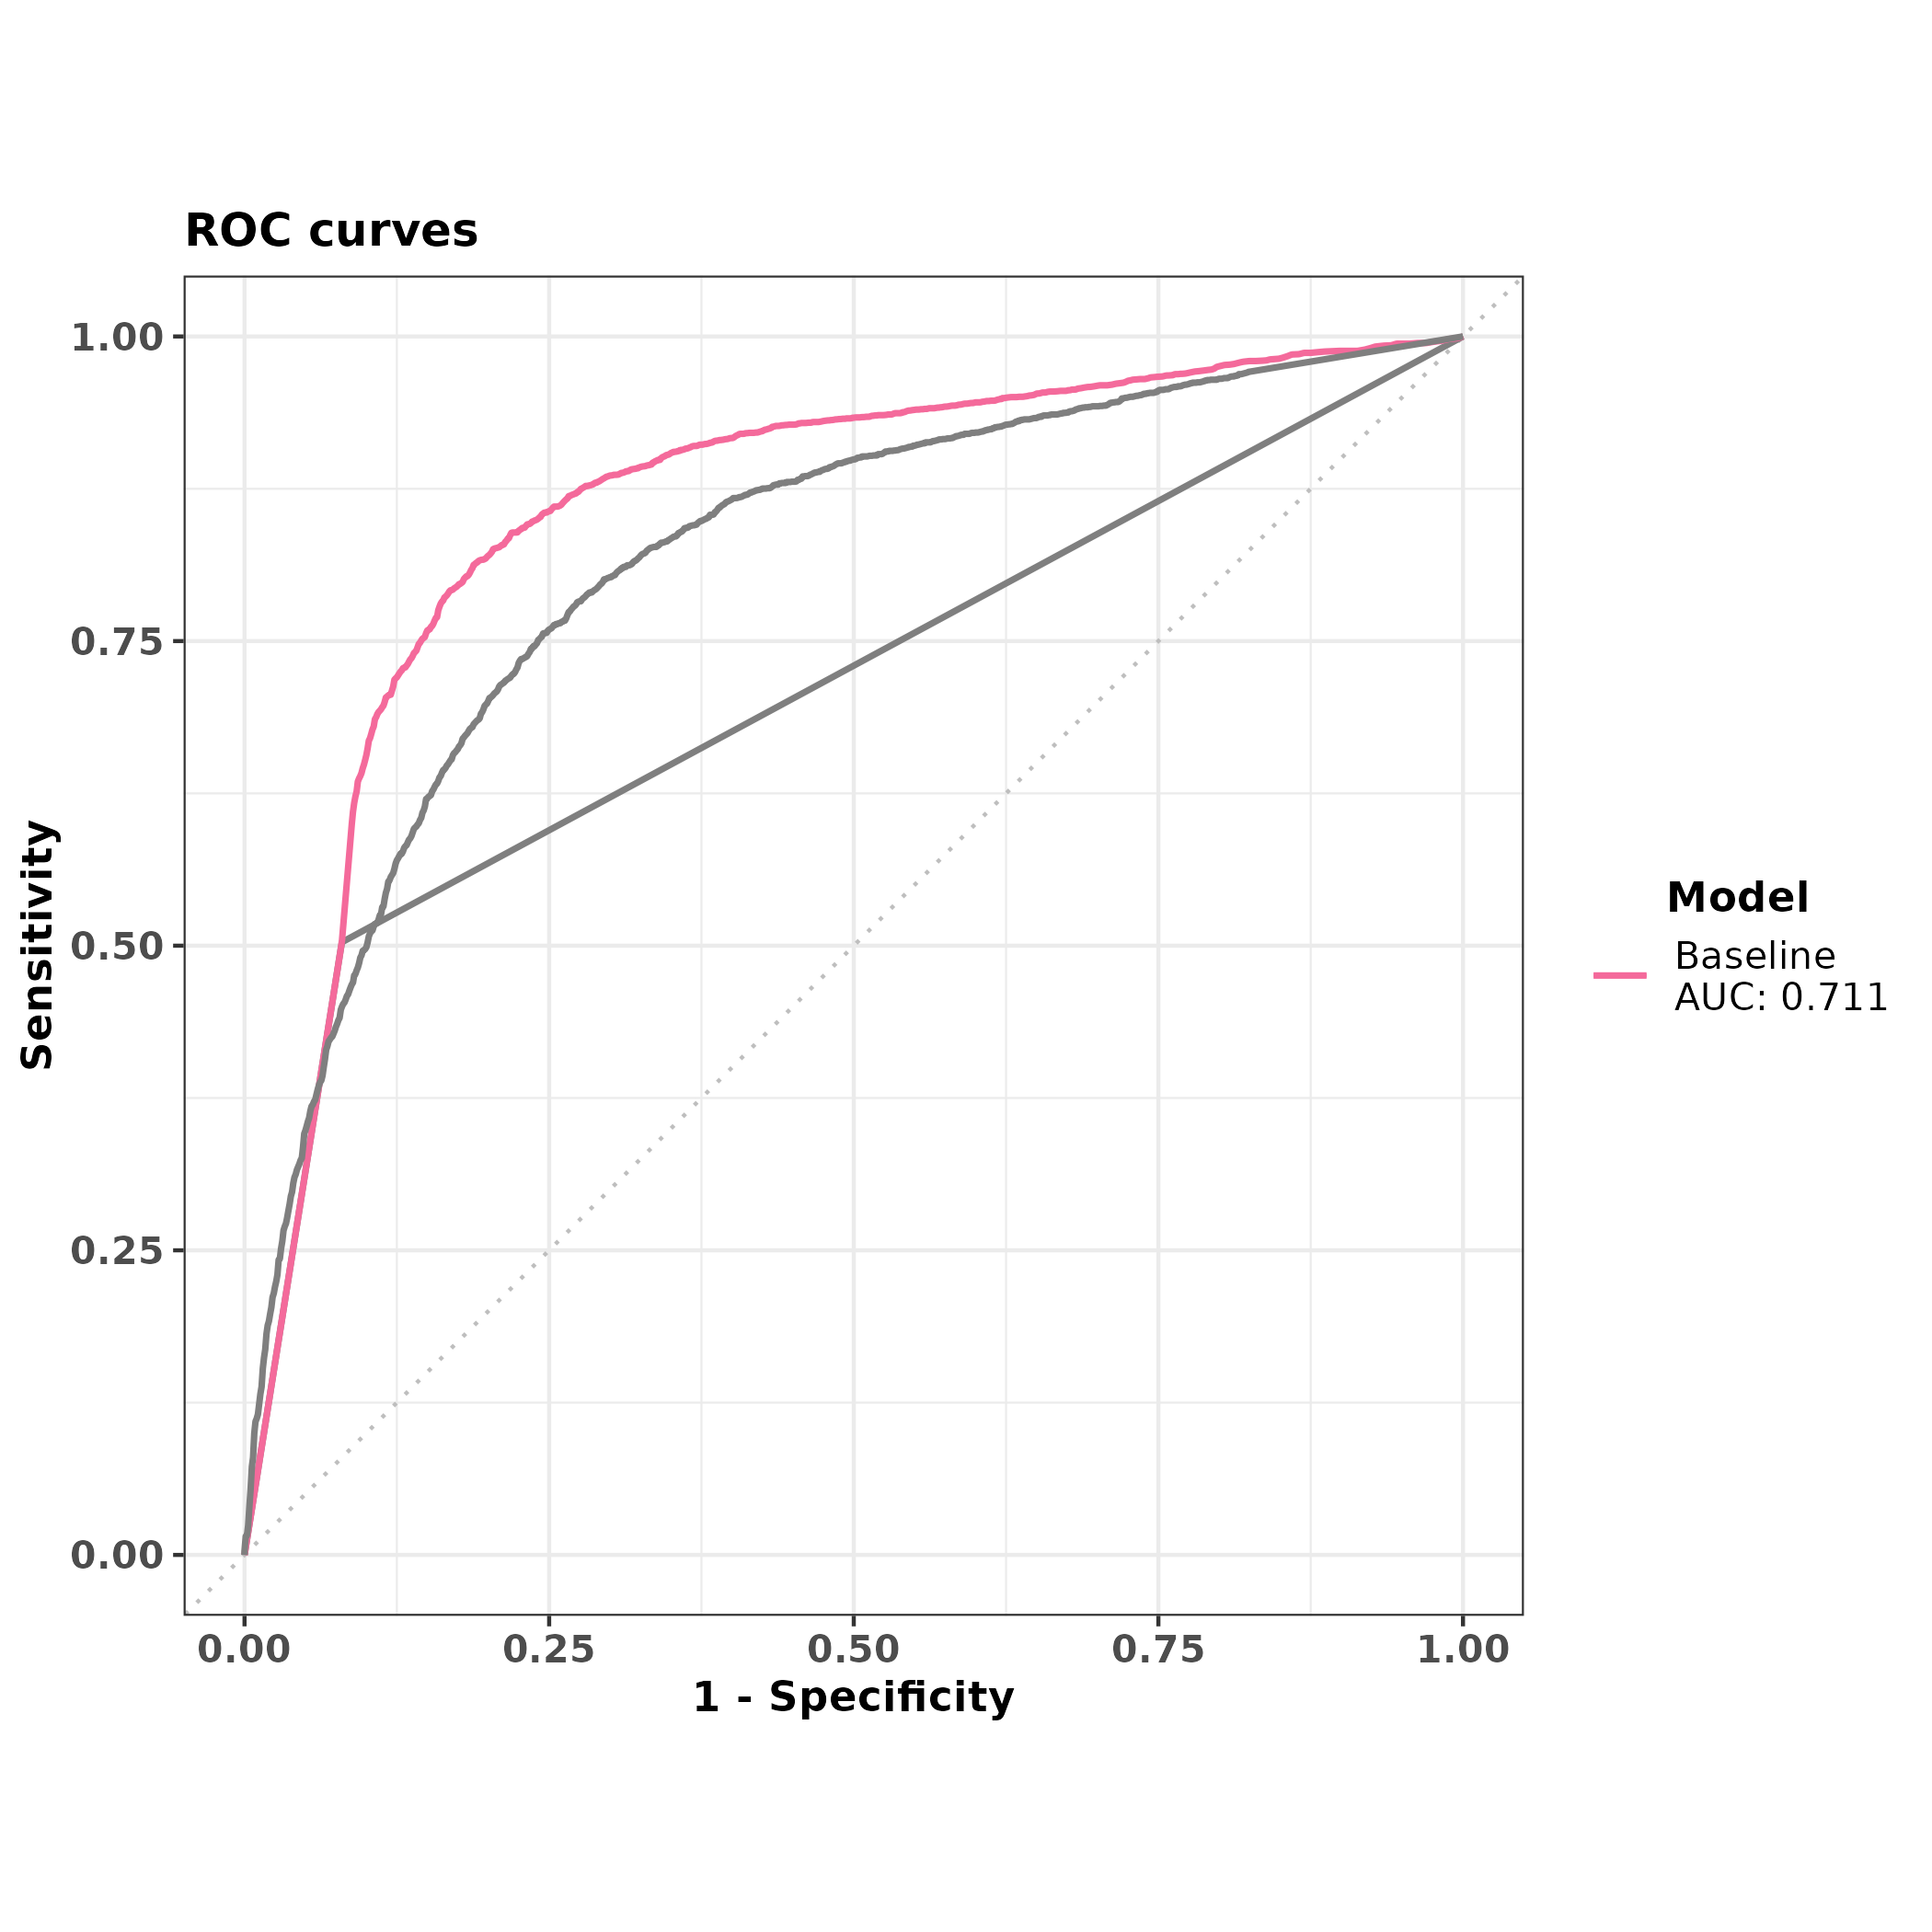 ROC curves
1.00
0.75
0.50
0.25
0.00
Sensitivity
0.00 0.25 0.50 0.75 1.00
1 - Specificity
Model
Baseline
AUC: 0.711